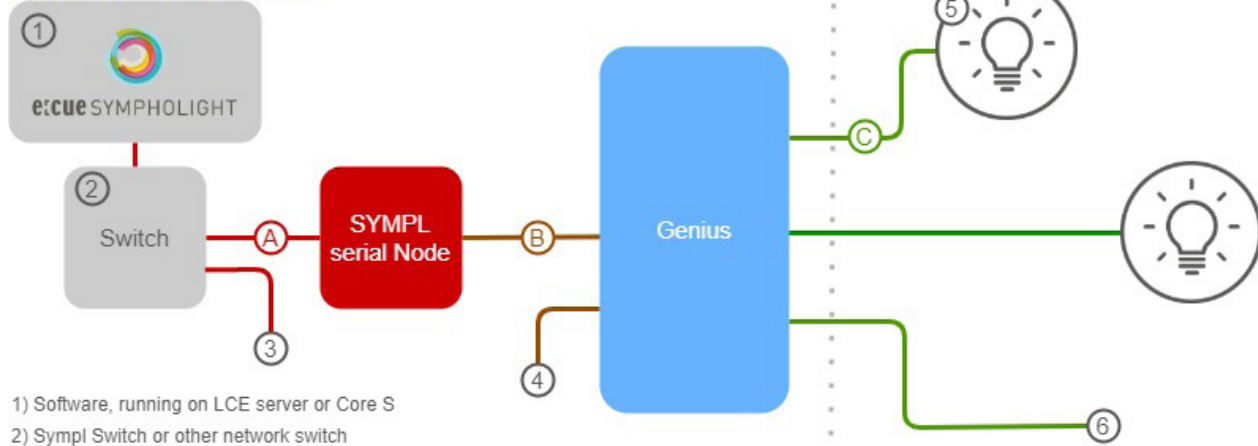 1
e:cue SYMPHOLIGHT
5
C
2
Switch
A
SYMPL
serial Node
B
Genius
3
4
6
1) Software, running on LCE server or Core S
2) Sympl Switch or other network switch